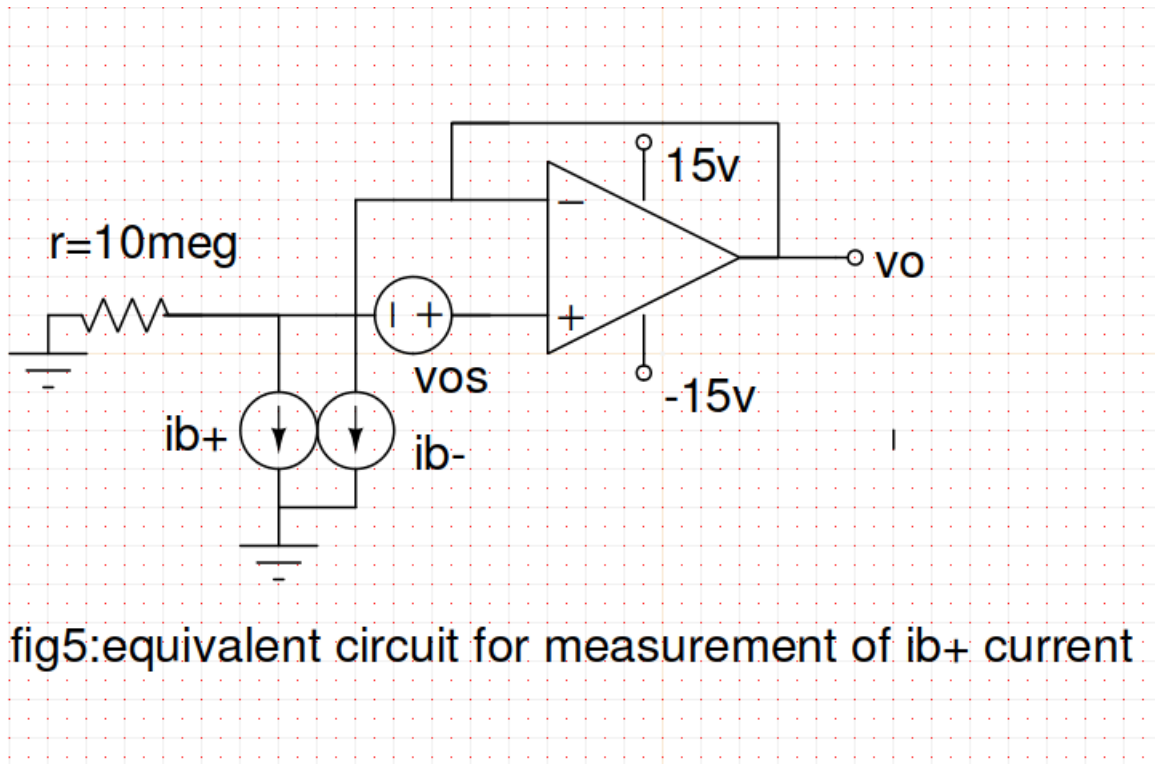 15v
r=10meg
−
vo
+
| +
vos
-15v
ib+
ib-
fig5:equivalent circuit for measurement of ib+ current